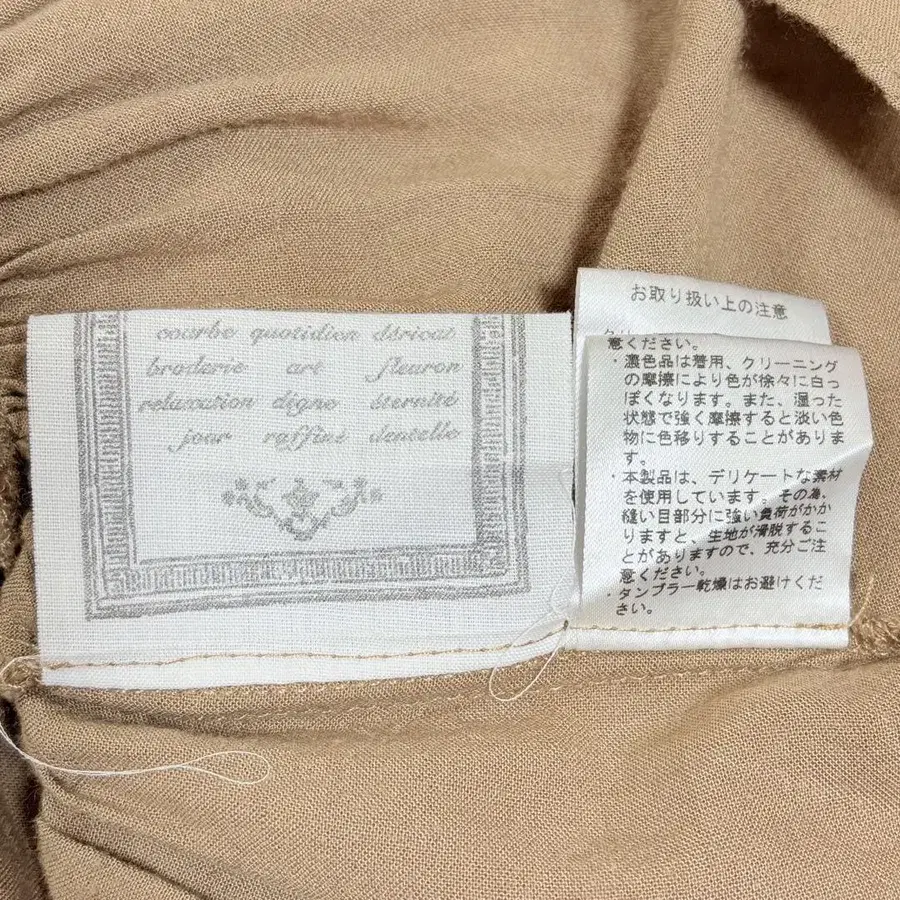 courbe quotidien déricat
broderie art fleuron
reluxation digne éternité
jour raffiné dentelle
お取り扱い上の注意
意ください。
・濃色品は着用、クリーニング
の摩擦により色が徐々に白っ
ぽくなります。また、湿った
状態で強く摩擦すると淡い色
物に色移りすることがありま
す。
・本製品は、デリケートな素材
を使用しています。その為、
縫い目部分に強い負荷がかか
りますと、生地が滑脱するこ
とがありますので、充分ご注
意ください。
・タンブラー乾燥はお避けくだ
さい。